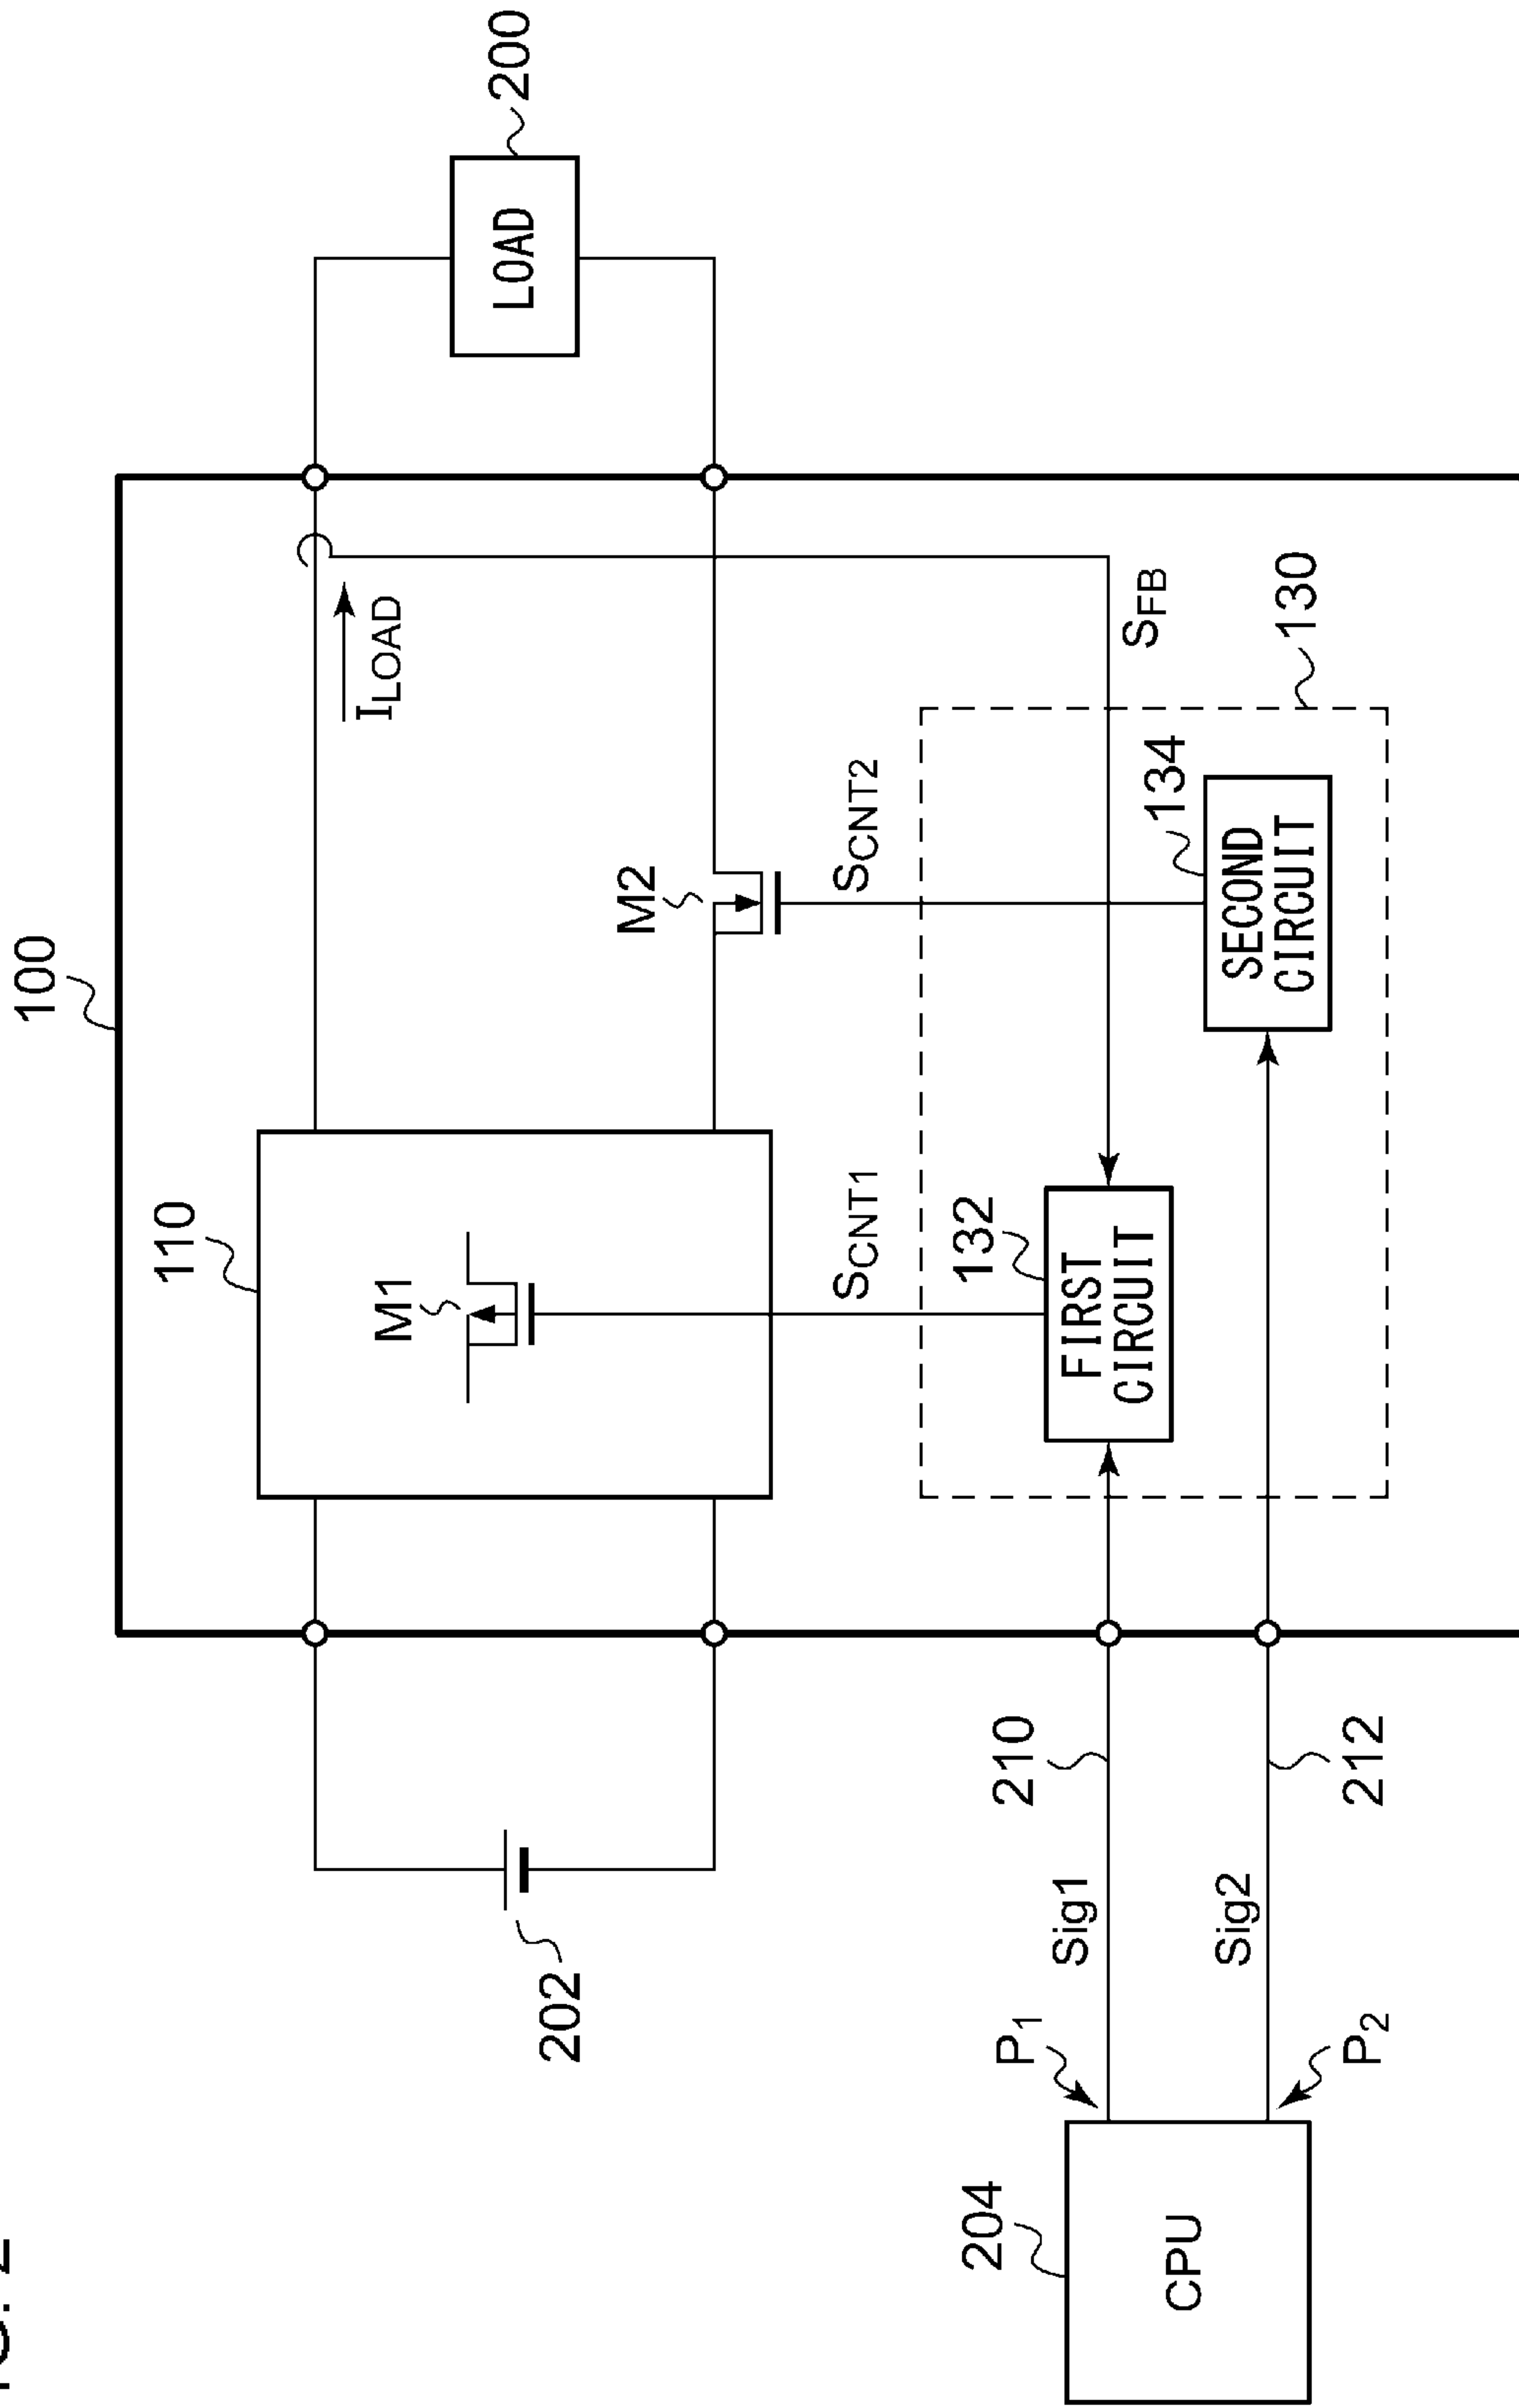 100
110
M1
M2
ILOAD
200
LOAD
202
SCNT1
SCNT2
SFB
130
132
FIRST
CIRCUIT
134
SECOND
CIRCUIT
204
CPU
P1
Sig1
210
P2
Sig2
212